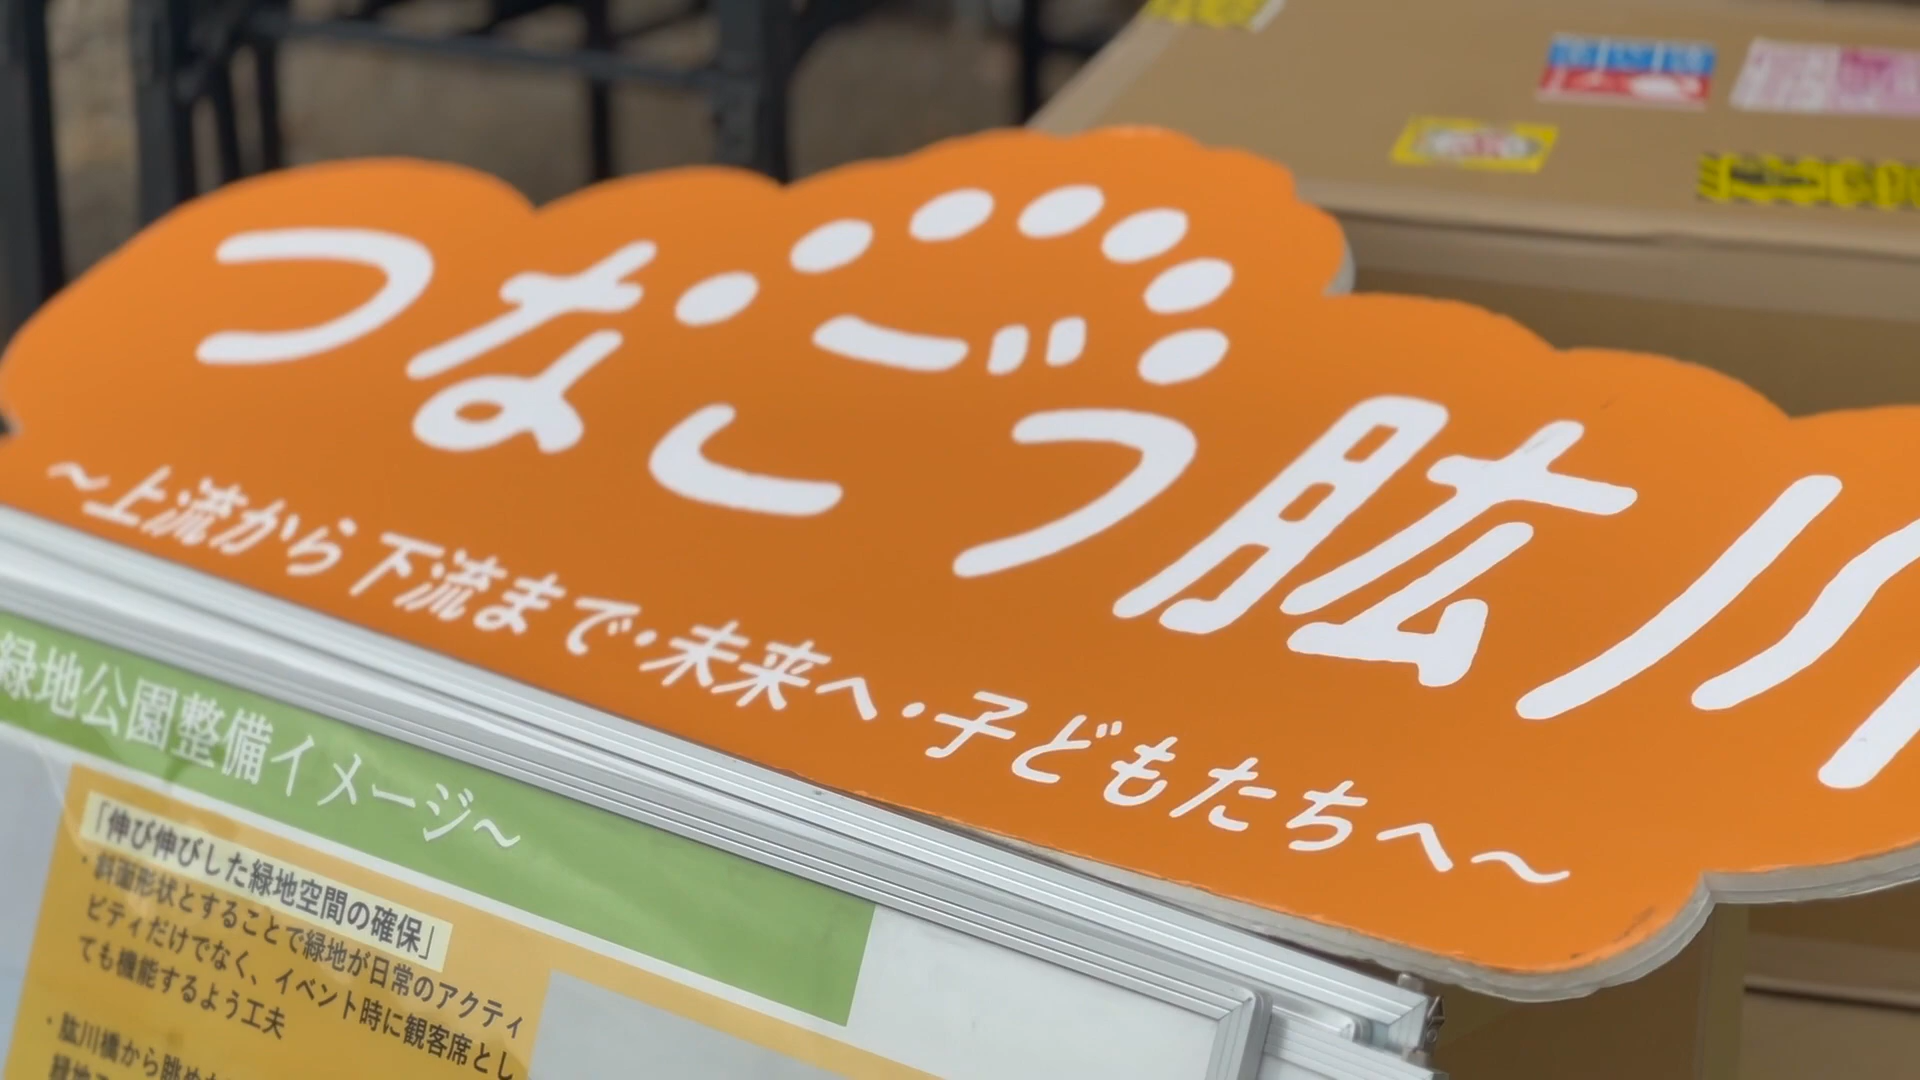 つなごう肱川
～上流から下流まで・未来へ・子どもたちへ～
緑地公園整備イメージ～
「伸び伸びした緑地空間の確保」
・斜面形状とすることで緑地が日常のアクティ
ビティだけでなく、イベント時に観客席とし
ても機能するよう工夫
・肱川橋から眺め
緑地